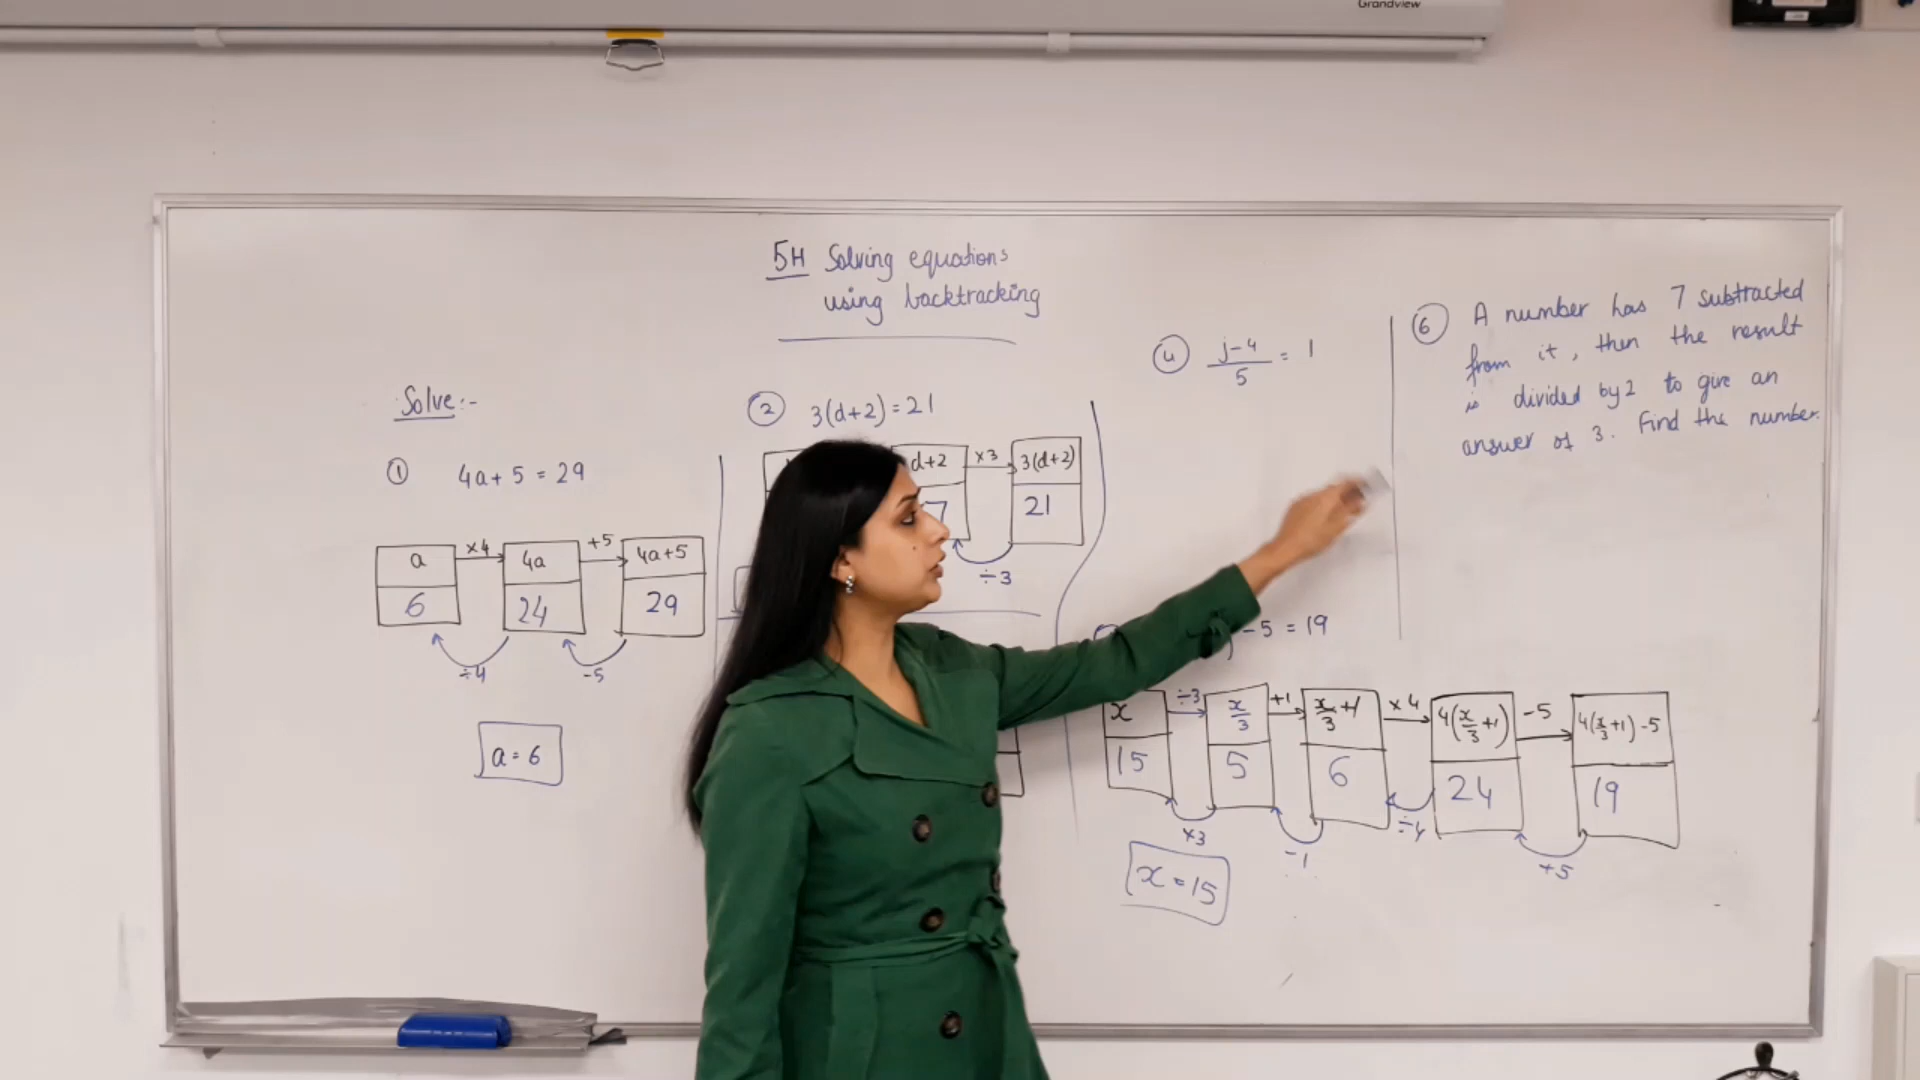 Grandview
5H Solving equations
using backtracking
Solve:-
① 4a+5 = 29
a ×4 4a +5 4a+5
6 24 29
÷4 -5
a = 6
② 3(d+2) = 21
d+2 ×3 3(d+2)
7 21
÷3
④ j-4/5 = 1
-5 = 19
x ÷3 x/3 +1 x/3+1 ×4 4(x/3+1) -5 4(x/3+1)-5
15 5 6 24 19
×3 -1 ÷4 +5
x = 15
⑥ A number has 7 subtracted
from it, then the result
is divided by 2 to give an
answer of 3. Find the number.